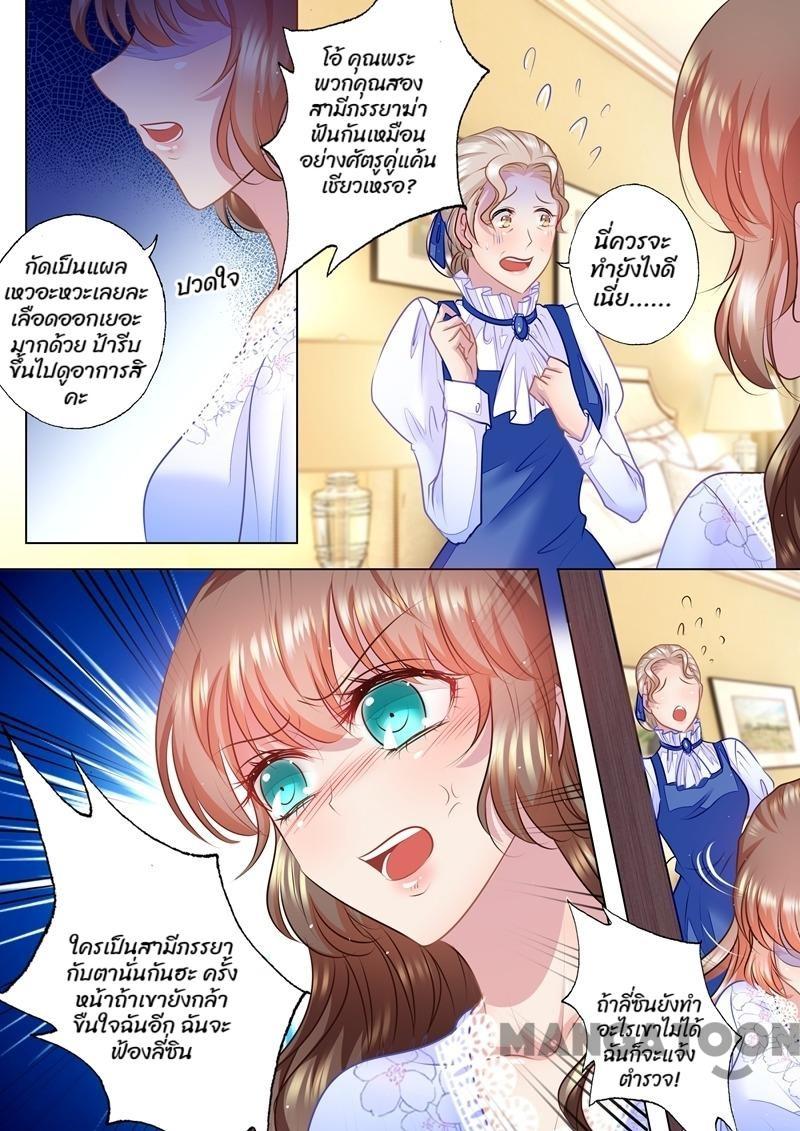 โอ้ คุณพระ
พวกคุณสอง
สามีภรรยาฆ่า
ฟันกันเหมือน
อย่างศัตรูคู่แค้น
เชียวเหรอ?
นี่ควรจะ
ทำยังไงดี
เนี่ย......
ปวดใจ
กัดเป็นแผล
เหวอะหวะเลยละ
เลือดออกเยอะ
มากด้วย ป้ารีบ
ขึ้นไปดูอาการสิ
คะ
ใครเป็นสามีภรรยา
กับตานั่นกันฮะ ครั้ง
หน้าถ้าเขายังกล้า
ขืนใจฉันอีก ฉันจะ
ฟ้องลี่ซิน
ถ้าลี่ซินยังทำ
อะไรเขาไม่ได้
ฉันก็จะแจ้ง
ตำรวจ!
MANGATOON